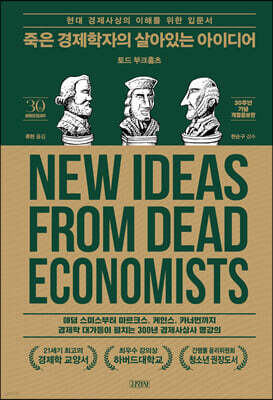 현대 경제사상의 이해를 위한 입문서
죽은 경제학자의 살아있는 아이디어
토드 부크홀츠
30
30주년
기념
개정증보판
류현 옮김
한순구 감수
NEW IDEAS
FROM DEAD
ECONOMISTS
애덤 스미스부터 마르크스, 케인스, 카너먼까지
경제학 대가들이 펼치는 300년 경제사상사 명강의
21세기 최고의
경제학 교양서
최우수 강의상
하버드대학교
간행물 윤리위원회
청소년 권장도서